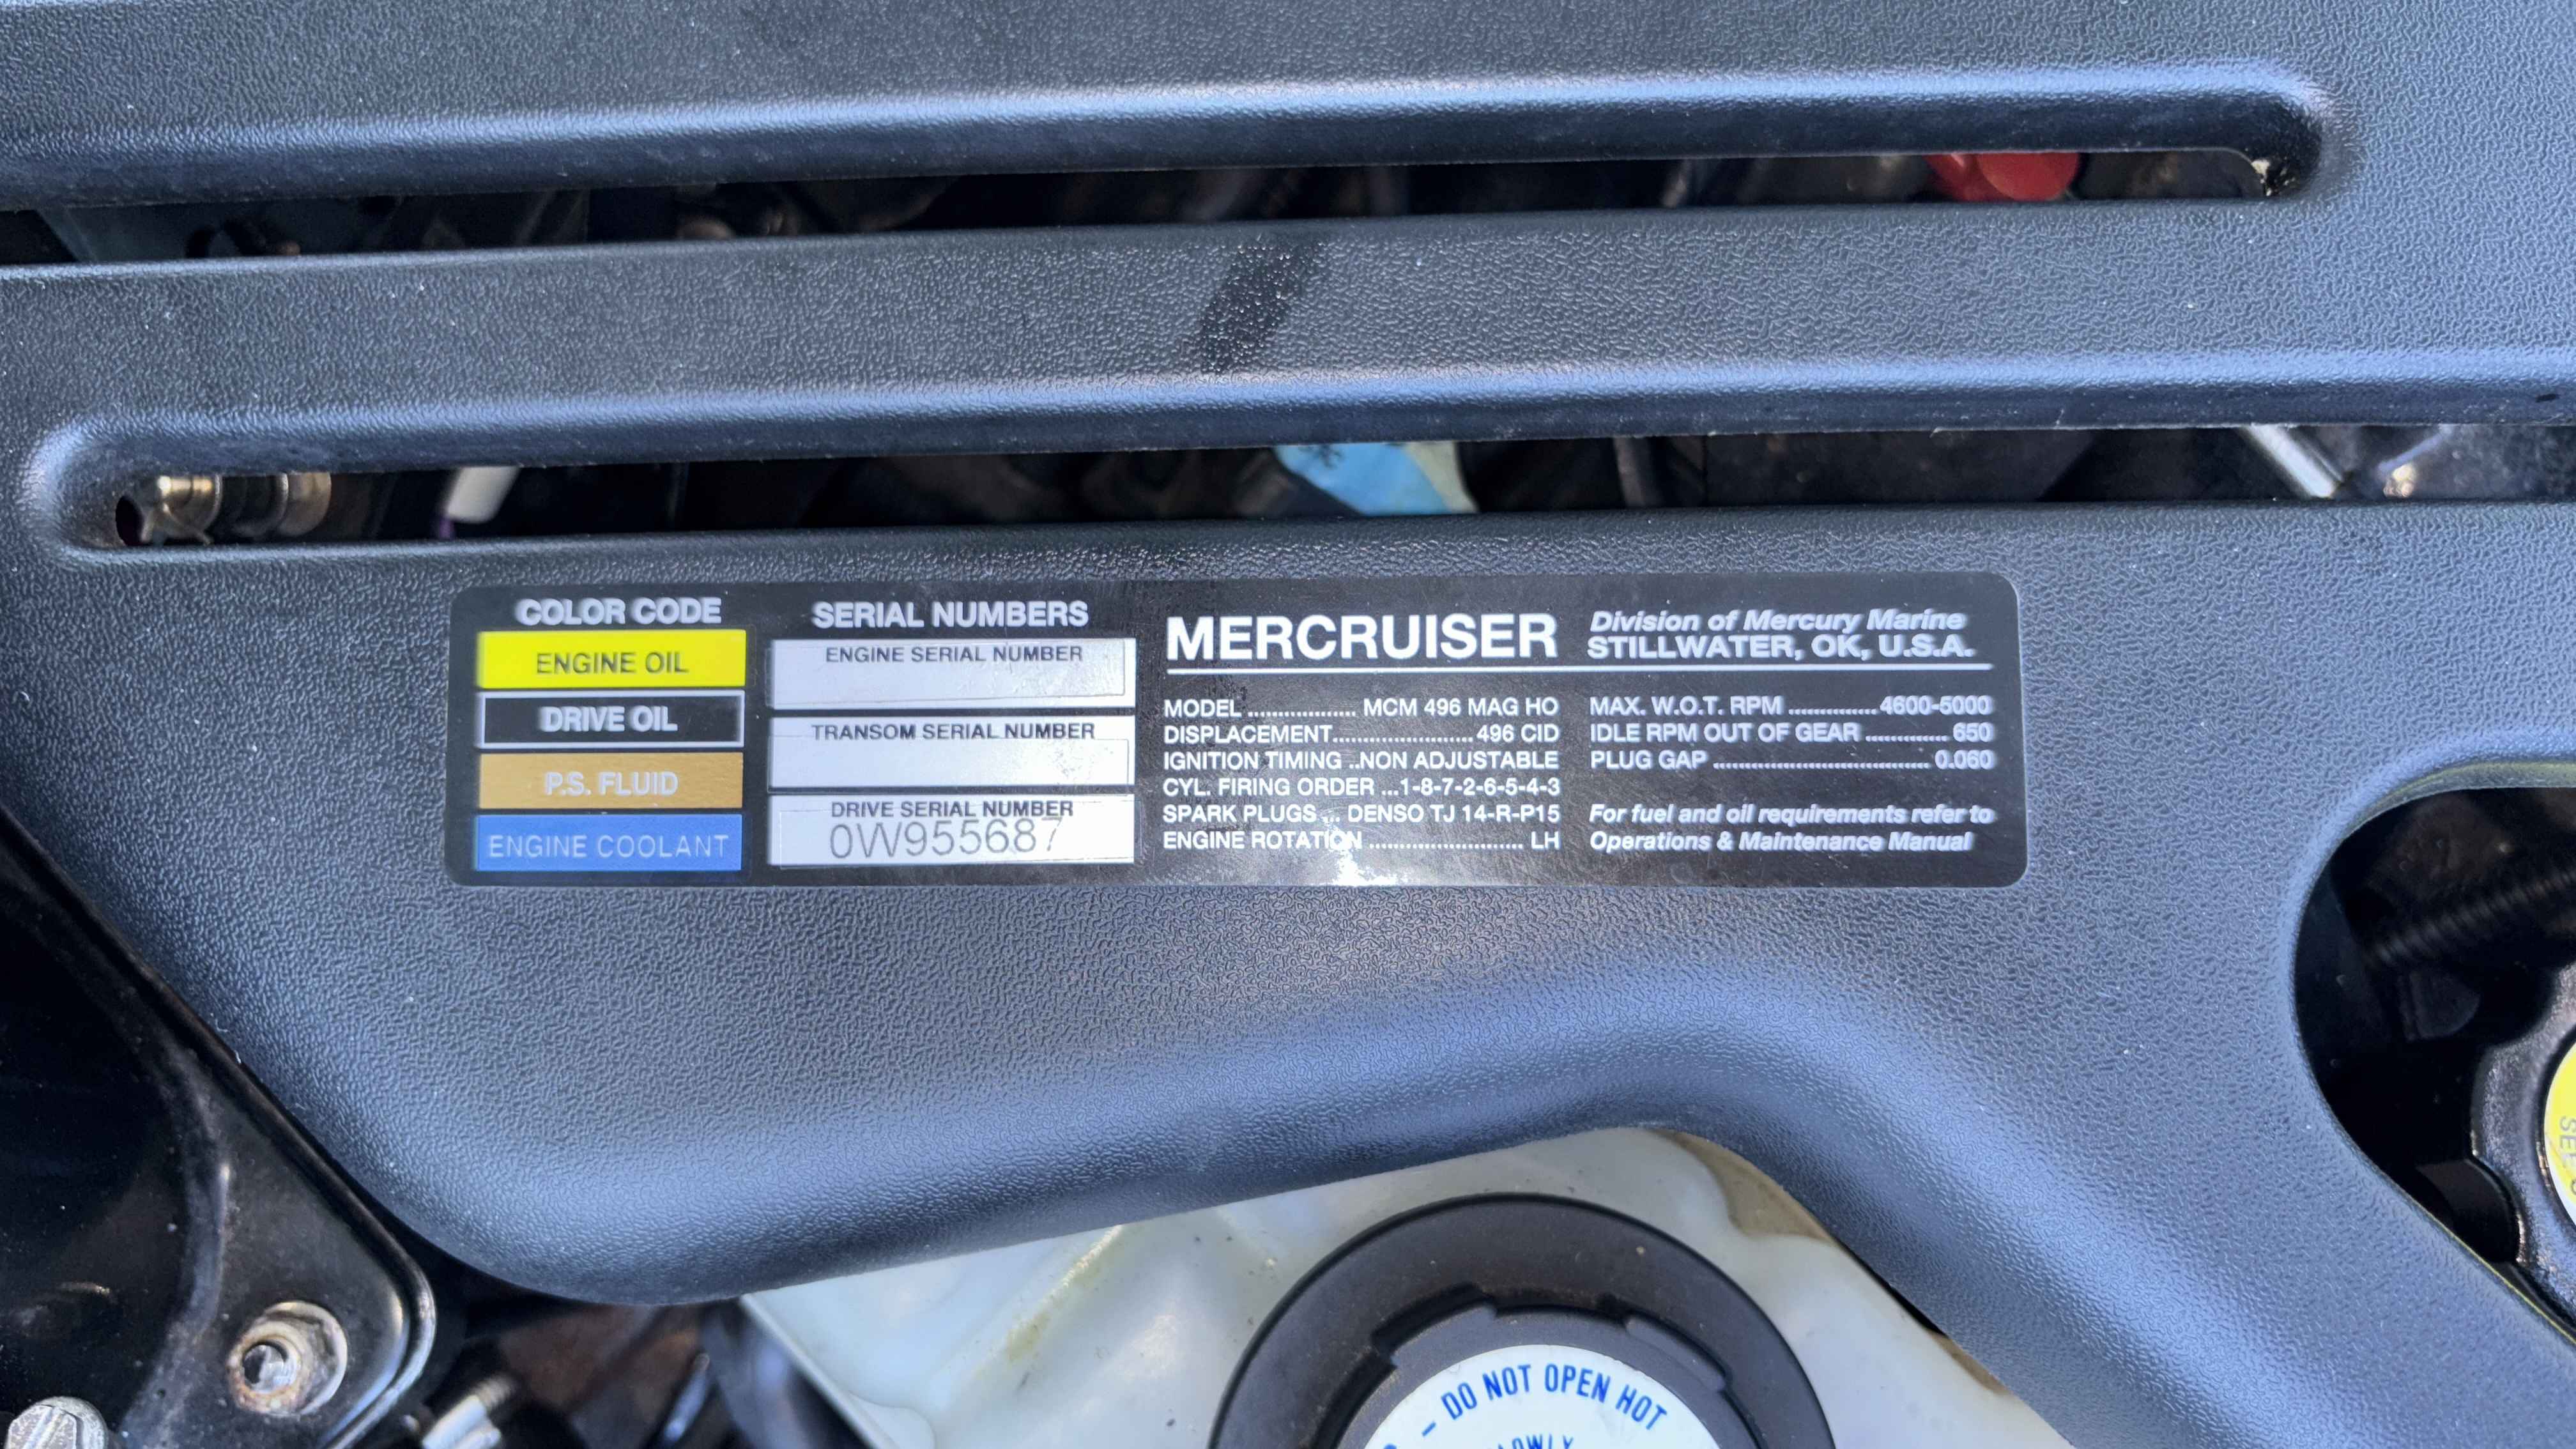 COLOR CODE
ENGINE OIL
DRIVE OIL
P.S. FLUID
ENGINE COOLANT
SERIAL NUMBERS
ENGINE SERIAL NUMBER
TRANSOM SERIAL NUMBER
DRIVE SERIAL NUMBER
0W955687
MERCRUISER
Division of Mercury Marine
STILLWATER, OK, U.S.A.
MODEL .................. MCM 496 MAG HO
DISPLACEMENT....................... 496 CID
IGNITION TIMING ..NON ADJUSTABLE
CYL. FIRING ORDER ...1-8-7-2-6-5-4-3
SPARK PLUGS ... DENSO TJ 14-R-P15
ENGINE ROTATION .......................... LH
MAX. W.O.T. RPM ..............4600-5000
IDLE RPM OUT OF GEAR ............. 650
PLUG GAP .................................. 0.060
For fuel and oil requirements refer to
Operations & Maintenance Manual
- DO NOT OPEN HOT